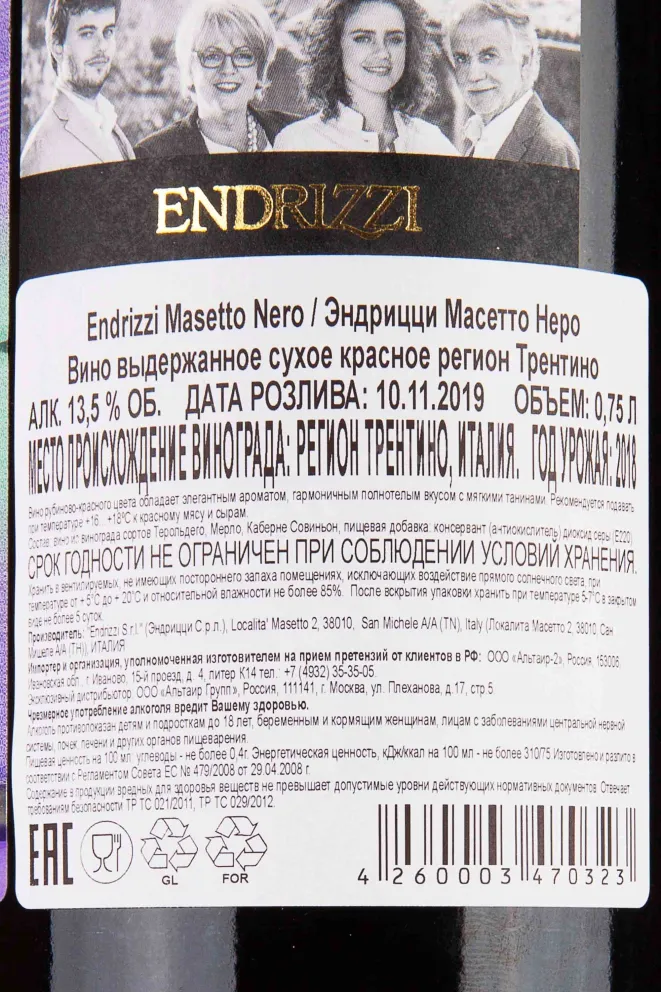 ENDRIZZI
Endrizzi Masetto Nero / Эндрицци Масетто Неро
Вино выдержанное сухое красное регион Трентино
АЛК. 13,5 % ОБ. ДАТА РОЗЛИВА: 10.11.2019 ОБЪЕМ: 0,75 Л
МЕСТО ПРОИСХОЖДЕНИЕ ВИНОГРАДА: РЕГИОН ТРЕНТИНО, ИТАЛИЯ. ГОД УРОЖАЯ: 2018
Вино рубиново-красного цвета обладает элегантным ароматом, гармоничным полнотелым вкусом с мягкими танинами. Рекомендуется подавать
при температуре +16...+18°С к красному мясу и сырам.
Состав: вино из винограда сортов Терольдего, Мерло, Каберне Совиньон, пищевая добавка: консервант (антиокислитель) диоксид серы (Е220)
СРОК ГОДНОСТИ НЕ ОГРАНИЧЕН ПРИ СОБЛЮДЕНИИ УСЛОВИЙ ХРАНЕНИЯ.
Хранить в вентилируемых, не имеющих постороннего запаха помещениях, исключающих воздействие прямого солнечного света, при
температуре от + 5°С до + 20°С и относительной влажности не более 85%. После вскрытия упаковки хранить при температуре 5-7°С в закрытом
виде не более 5 суток.
Производитель: "Endrizzi S.r.l." (Эндрицци С.р.л.), Localita' Masetto 2, 38010, San Michele A/A (TN), Italy (Локалита Масетто 2, 38010, Сан
Мишеле А/А (ТН)), ИТАЛИЯ
Импортер и организация, уполномоченная изготовителем на прием претензий от клиентов в РФ: ООО «Альтаир-2», Россия, 153006,
Ивановская обл., г Иваново, 15-й проезд, д. 4, литер К14 тел.: +7 (4932) 35-35-05.
Эксклюзивный дистрибьютор: ООО «Альтаир Групп», Россия, 111141, г. Москва, ул. Плеханова, д.17, стр.5
Чрезмерное употребление алкоголя вредит Вашему здоровью.
Алкоголь противопоказан детям и подросткам до 18 лет, беременным и кормящим женщинам, лицам с заболеваниями центральной нервной
системы, почек, печени и других органов пищеварения.
Пищевая ценность на 100 мл: углеводы - не более 0,4г. Энергетическая ценность, кДж/ккал на 100 мл - не более 310/75 Изготовлено и разлито в
соответствии с Регламентом Совета ЕС № 479/2008 от 29.04.2008 г.
Содержание в продукции вредных для здоровья веществ не превышает допустимые уровни действующих нормативных документов. Отвечает
требованиям безопасности ТР ТС 021/2011, ТР ТС 029/2012.
EAC
GL
FOR
4 260003 470323